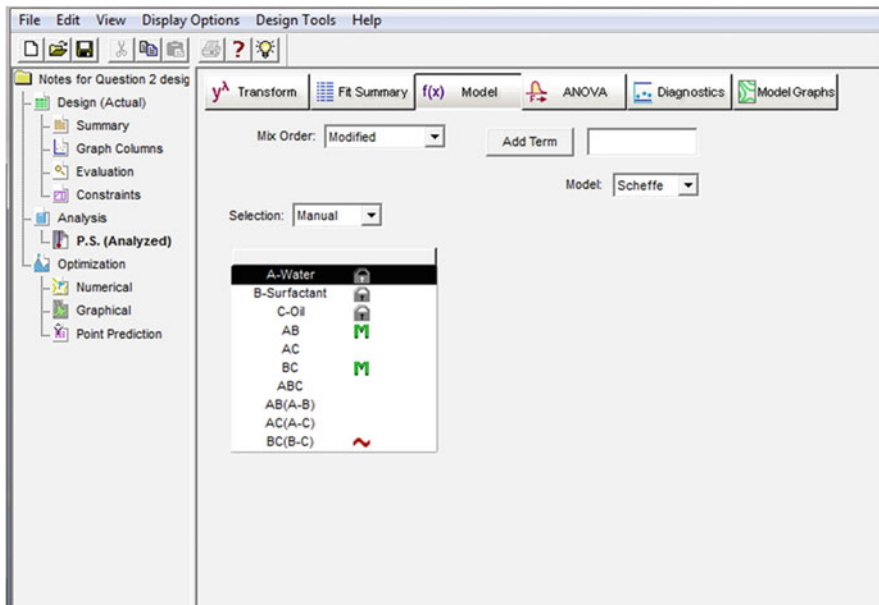 File Edit View Display Options Design Tools Help
Notes for Question 2 desig
Design (Actual)
Summary
Graph Columns
Evaluation
Constraints
Analysis
P.S. (Analyzed)
Optimization
Numerical
Graphical
Point Prediction
yλ Transform Fit Summary f(x) Model ANOVA Diagnostics Model Graphs
Mix Order: Modified Add Term
Model: Scheffe
Selection: Manual
A-Water
B-Surfactant
C-Oil
AB M
AC
BC M
ABC
AB(A-B)
AC(A-C)
BC(B-C) ~